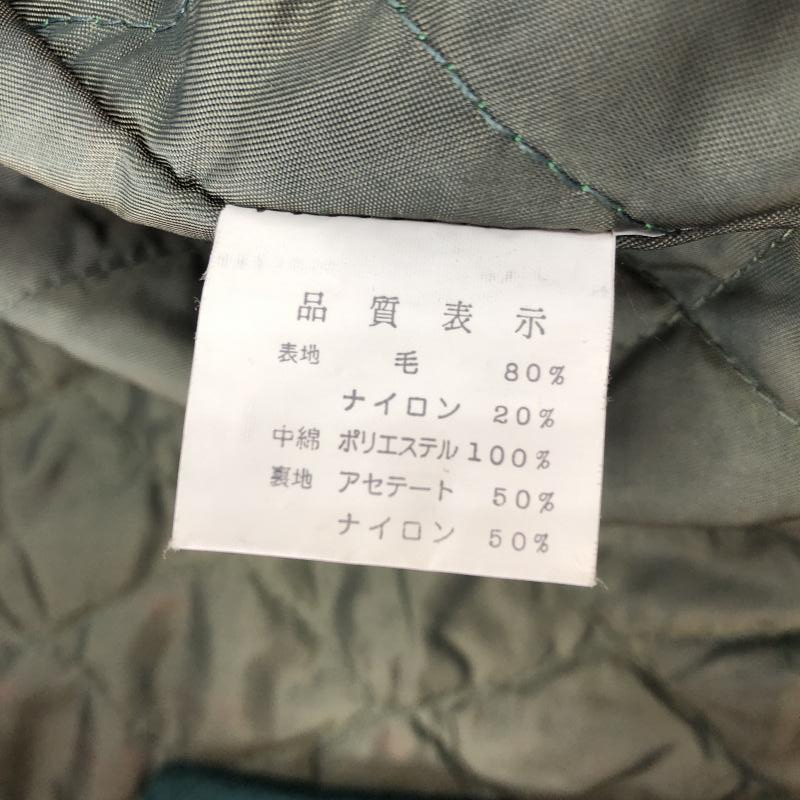 品質表示
表地 毛 80%
ナイロン 20%
中綿 ポリエステル 100%
裏地 アセテート 50%
ナイロン 50%